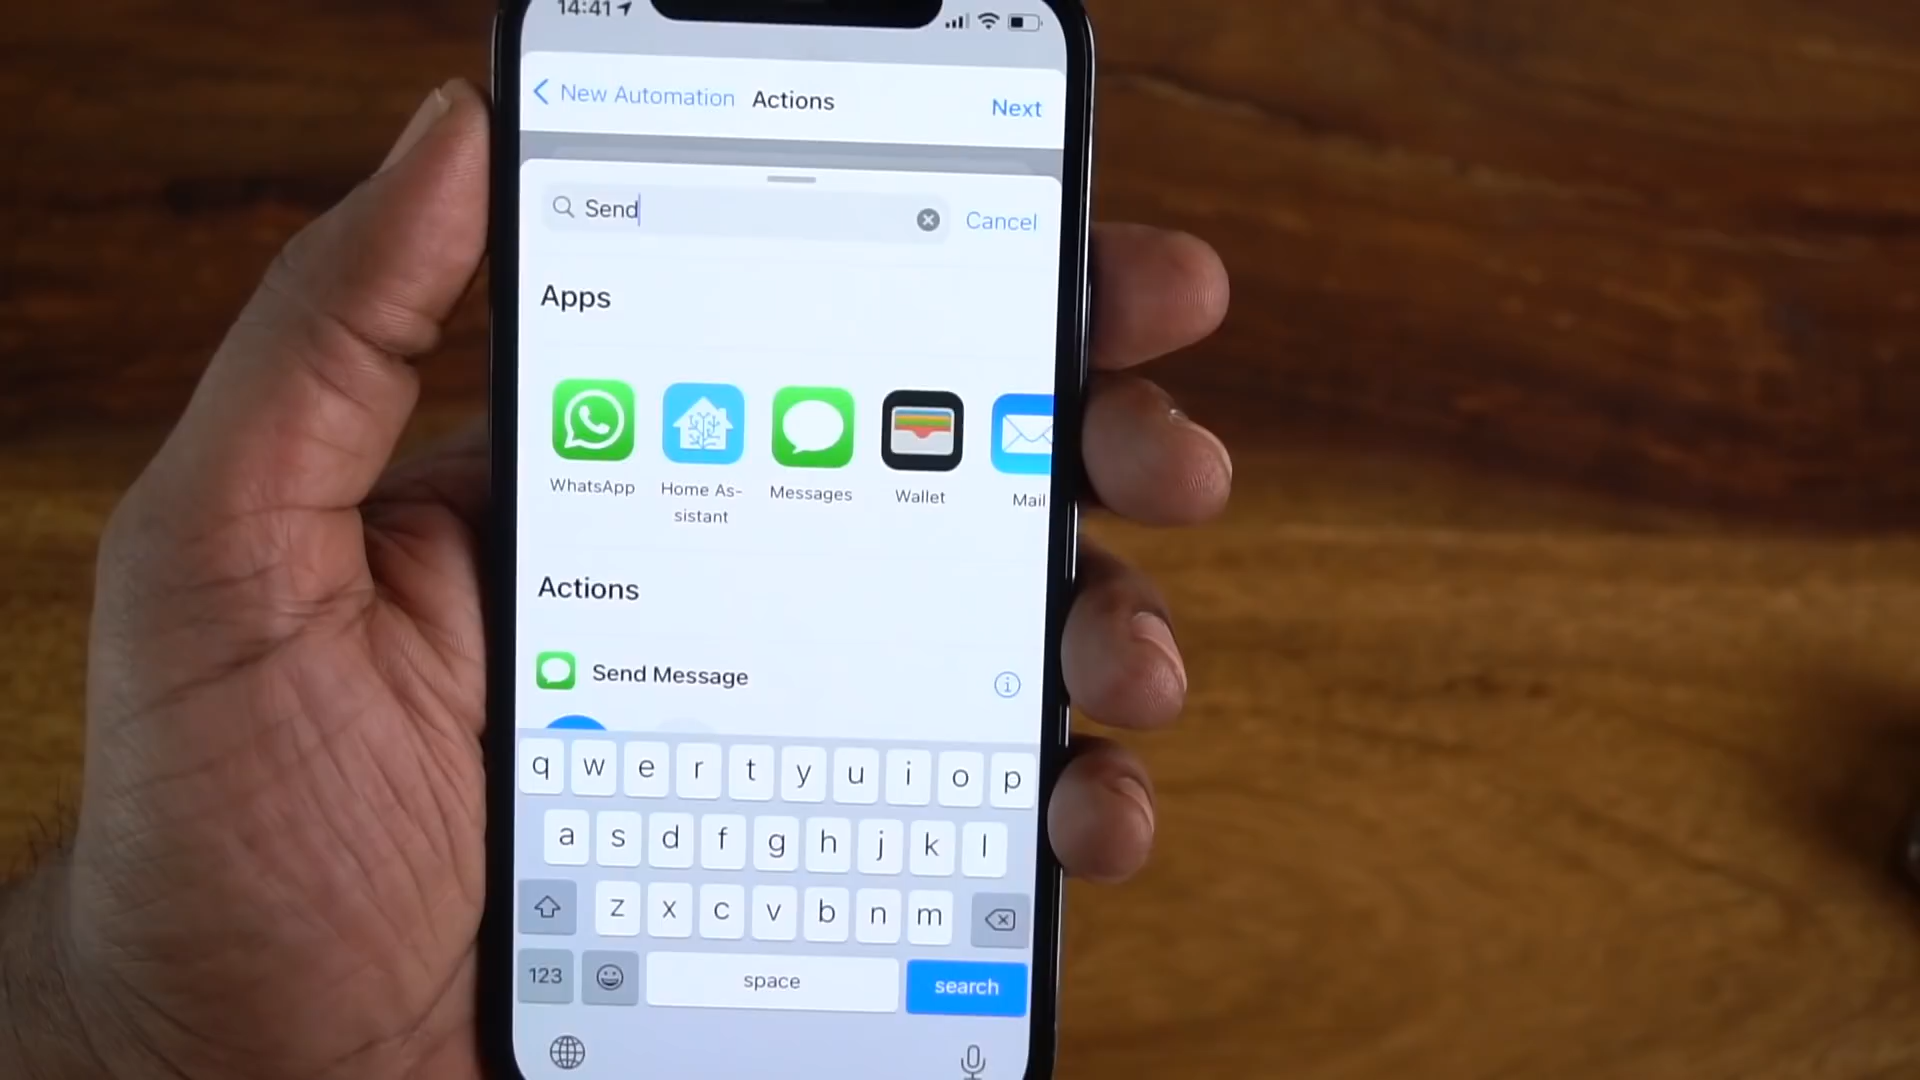 14:41
New Automation Actions Next
Send Cancel
Apps
WhatsApp Home As-
sistant Messages Wallet Mail
Actions
Send Message
q w e r t y u i o p
a s d f g h j k l
z x c v b n m
123 space search